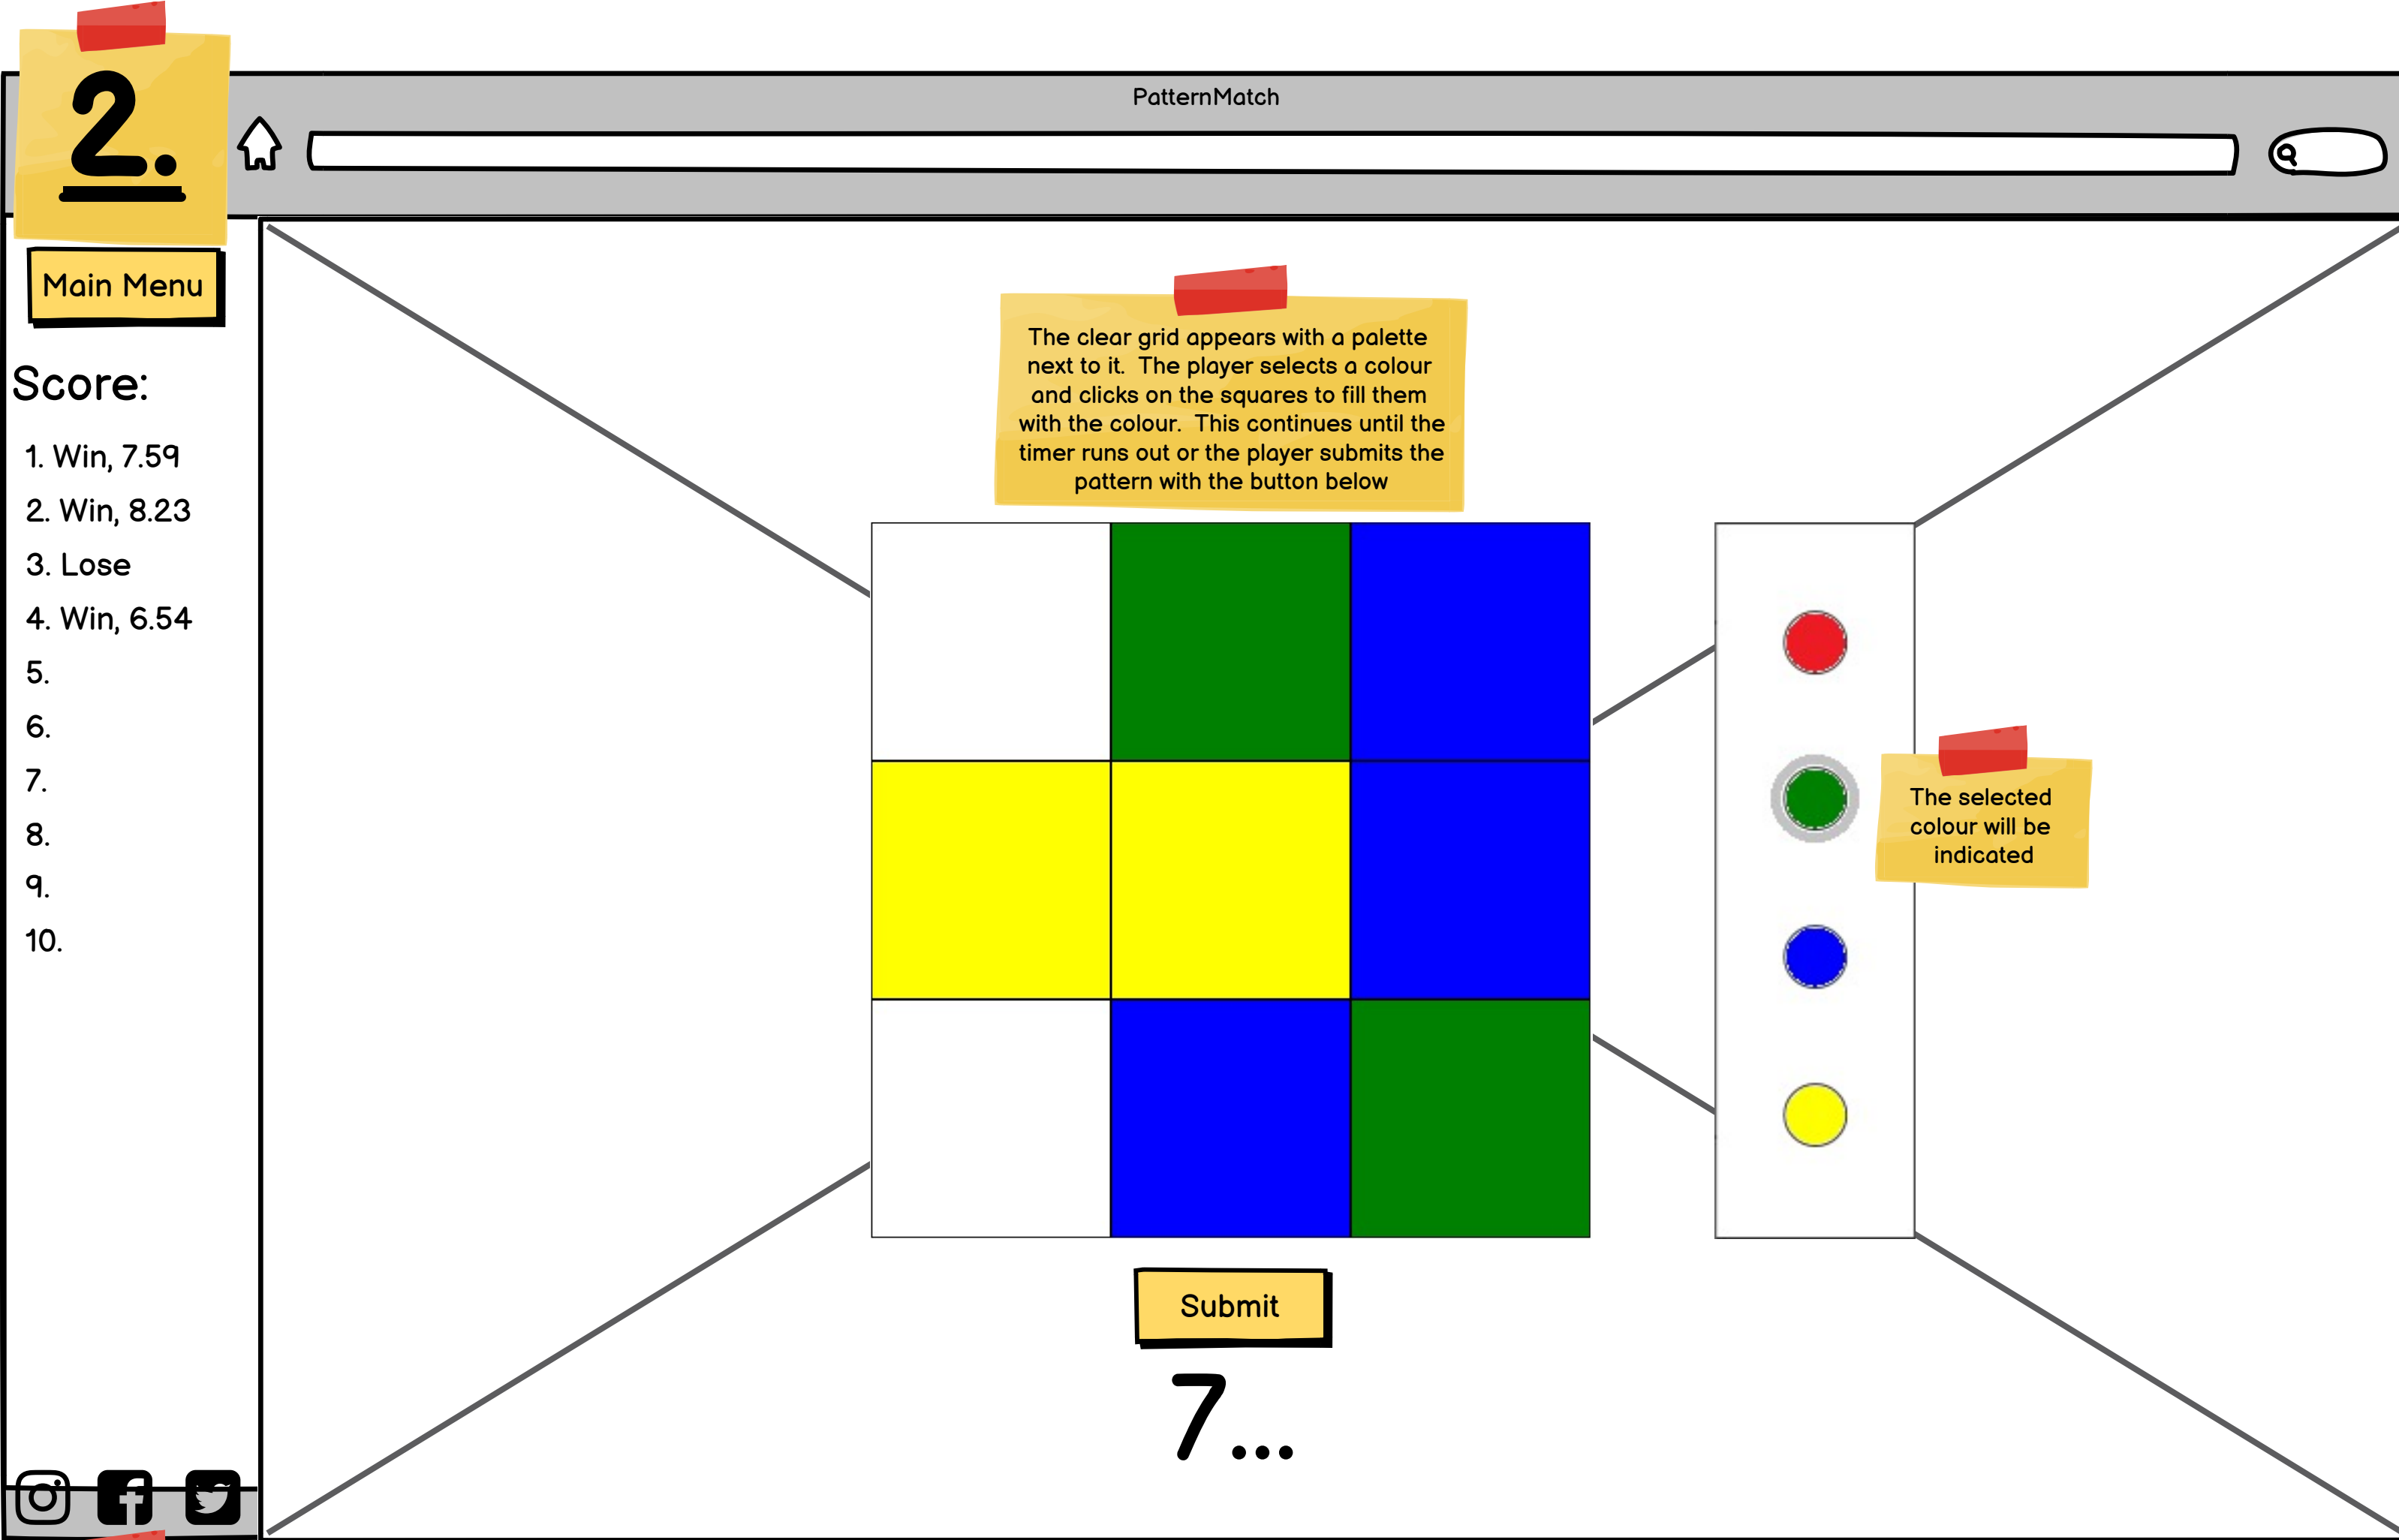 2.
PatternMatch
Main Menu
Score:
1. Win, 7.59
2. Win, 8.23
3. Lose
4. Win, 6.54
5.
6.
7.
8.
9.
10.
The clear grid appears with a palette
next to it. The player selects a colour
and clicks on the squares to fill them
with the colour. This continues until the
timer runs out or the player submits the
pattern with the button below
The selected
colour will be
indicated
Submit
7...